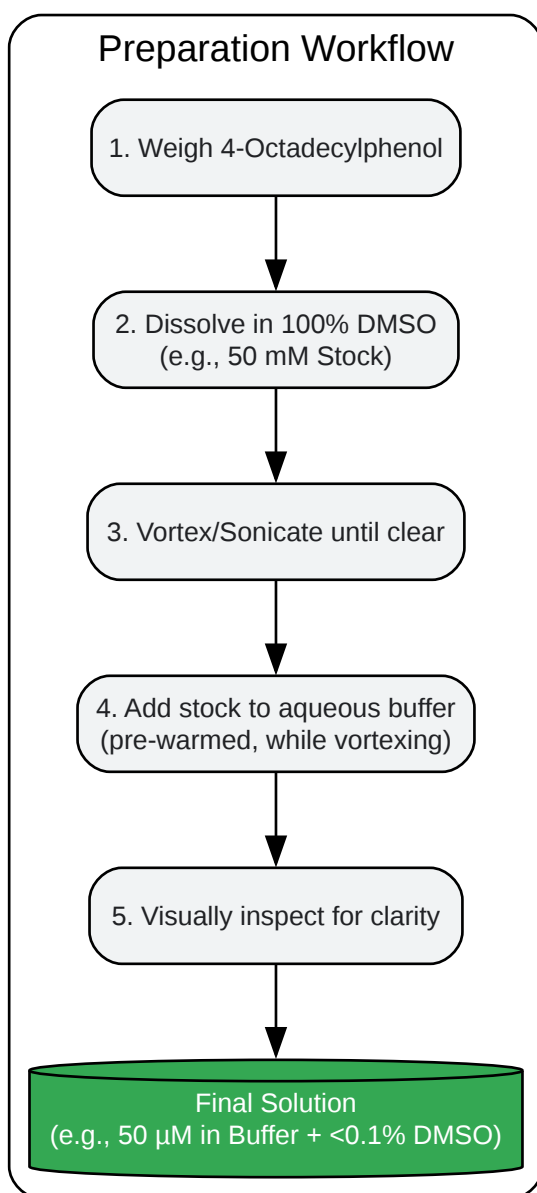 Preparation Workflow
1. Weigh 4-Octadecylphenol
2. Dissolve in 100% DMSO
(e.g., 50 mM Stock)
3. Vortex/Sonicate until clear
4. Add stock to aqueous buffer
(pre-warmed, while vortexing)
5. Visually inspect for clarity
Final Solution
(e.g., 50 µM in Buffer + <0.1% DMSO)